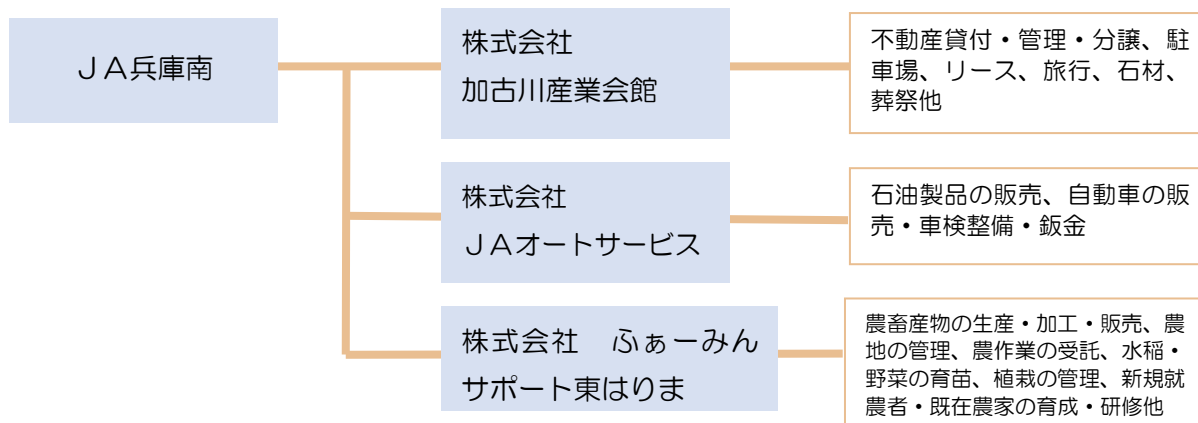 ＪＡ兵庫南
株式会社
加古川産業会館
不動産貸付・管理・分譲、駐
車場、リース、旅行、石材、
葬祭他
株式会社
ＪＡオートサービス
石油製品の販売、自動車の販
売・車検整備・鈑金
株式会社　ふぁーみん
サポート東はりま
農畜産物の生産・加工・販売、農
地の管理、農作業の受託、水稲・
野菜の育苗、植栽の管理、新規就
農者・既在農家の育成・研修他